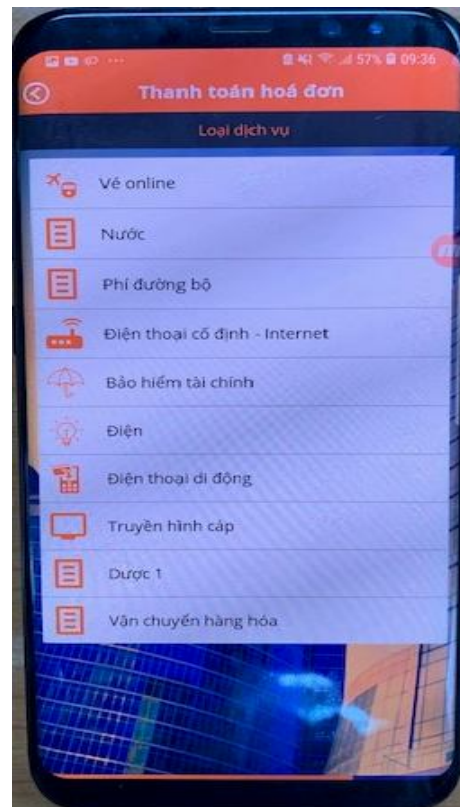 57% 09:36
Thanh toán hoá đơn
Loại dịch vụ
Vé online
Nước
Phí đường bộ
Điện thoại cố định - Internet
Bảo hiểm tài chính
Điện
Điện thoại di động
Truyền hình cáp
Dược 1
Vận chuyển hàng hóa